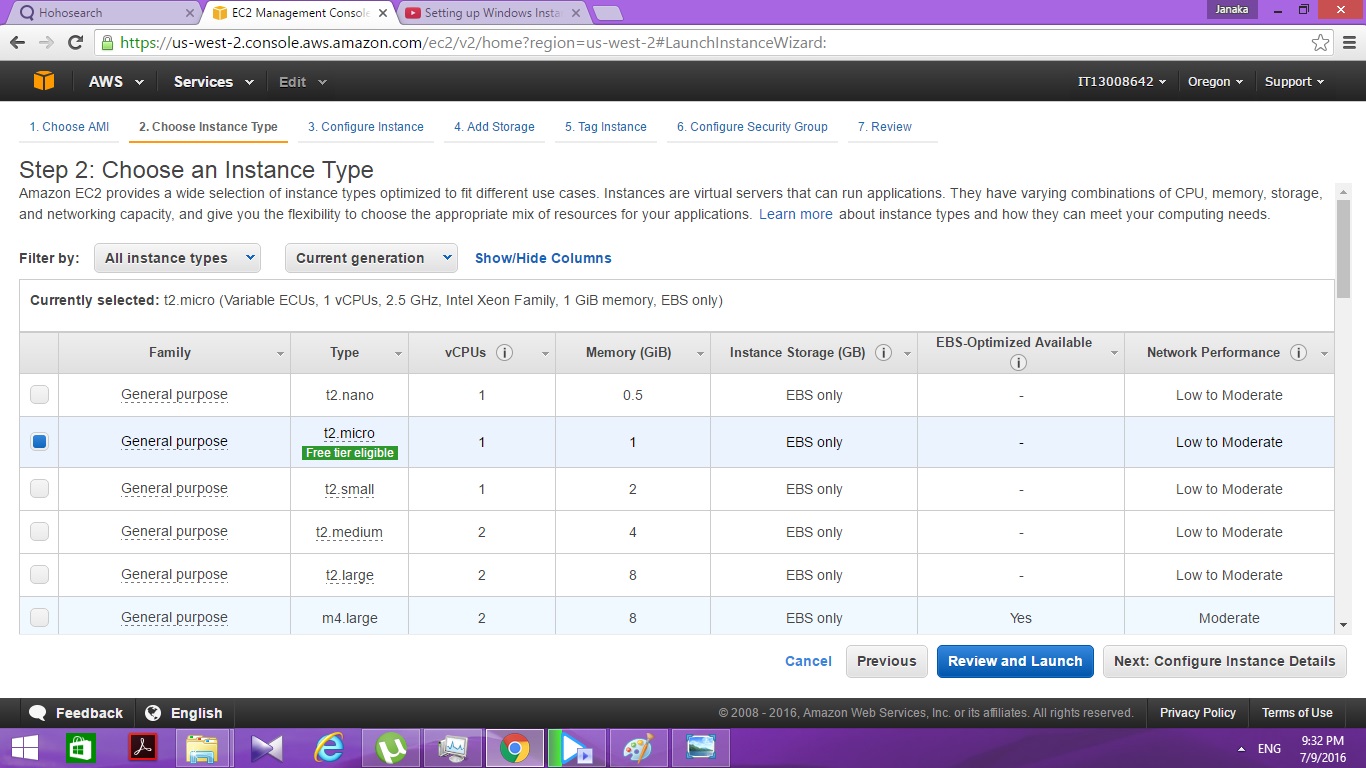 Hohosearch
EC2 Management Console
Setting up Windows Insta
Janaka
https://us-west-2.console.aws.amazon.com/ec2/v2/home?region=us-west-2#LaunchInstanceWizard:
AWS Services Edit IT13008642 Oregon Support
1. Choose AMI 2. Choose Instance Type 3. Configure Instance 4. Add Storage 5. Tag Instance 6. Configure Security Group 7. Review
Step 2: Choose an Instance Type
Amazon EC2 provides a wide selection of instance types optimized to fit different use cases. Instances are virtual servers that can run applications. They have varying combinations of CPU, memory, storage,
and networking capacity, and give you the flexibility to choose the appropriate mix of resources for your applications. Learn more about instance types and how they can meet your computing needs.
Filter by: All instance types Current generation Show/Hide Columns
Currently selected: t2.micro (Variable ECUs, 1 vCPUs, 2.5 GHz, Intel Xeon Family, 1 GiB memory, EBS only)
Family Type vCPUs Memory (GiB) Instance Storage (GB) EBS-Optimized Available Network Performance
General purpose t2.nano 1 0.5 EBS only - Low to Moderate
General purpose t2.micro 1 1 EBS only - Low to Moderate
Free tier eligible
General purpose t2.small 1 2 EBS only - Low to Moderate
General purpose t2.medium 2 4 EBS only - Low to Moderate
General purpose t2.large 2 8 EBS only - Low to Moderate
General purpose m4.large 2 8 EBS only Yes Moderate
Cancel Previous Review and Launch Next: Configure Instance Details
Feedback English © 2008 - 2016, Amazon Web Services, Inc. or its affiliates. All rights reserved. Privacy Policy Terms of Use
ENG
9:32 PM
7/9/2016